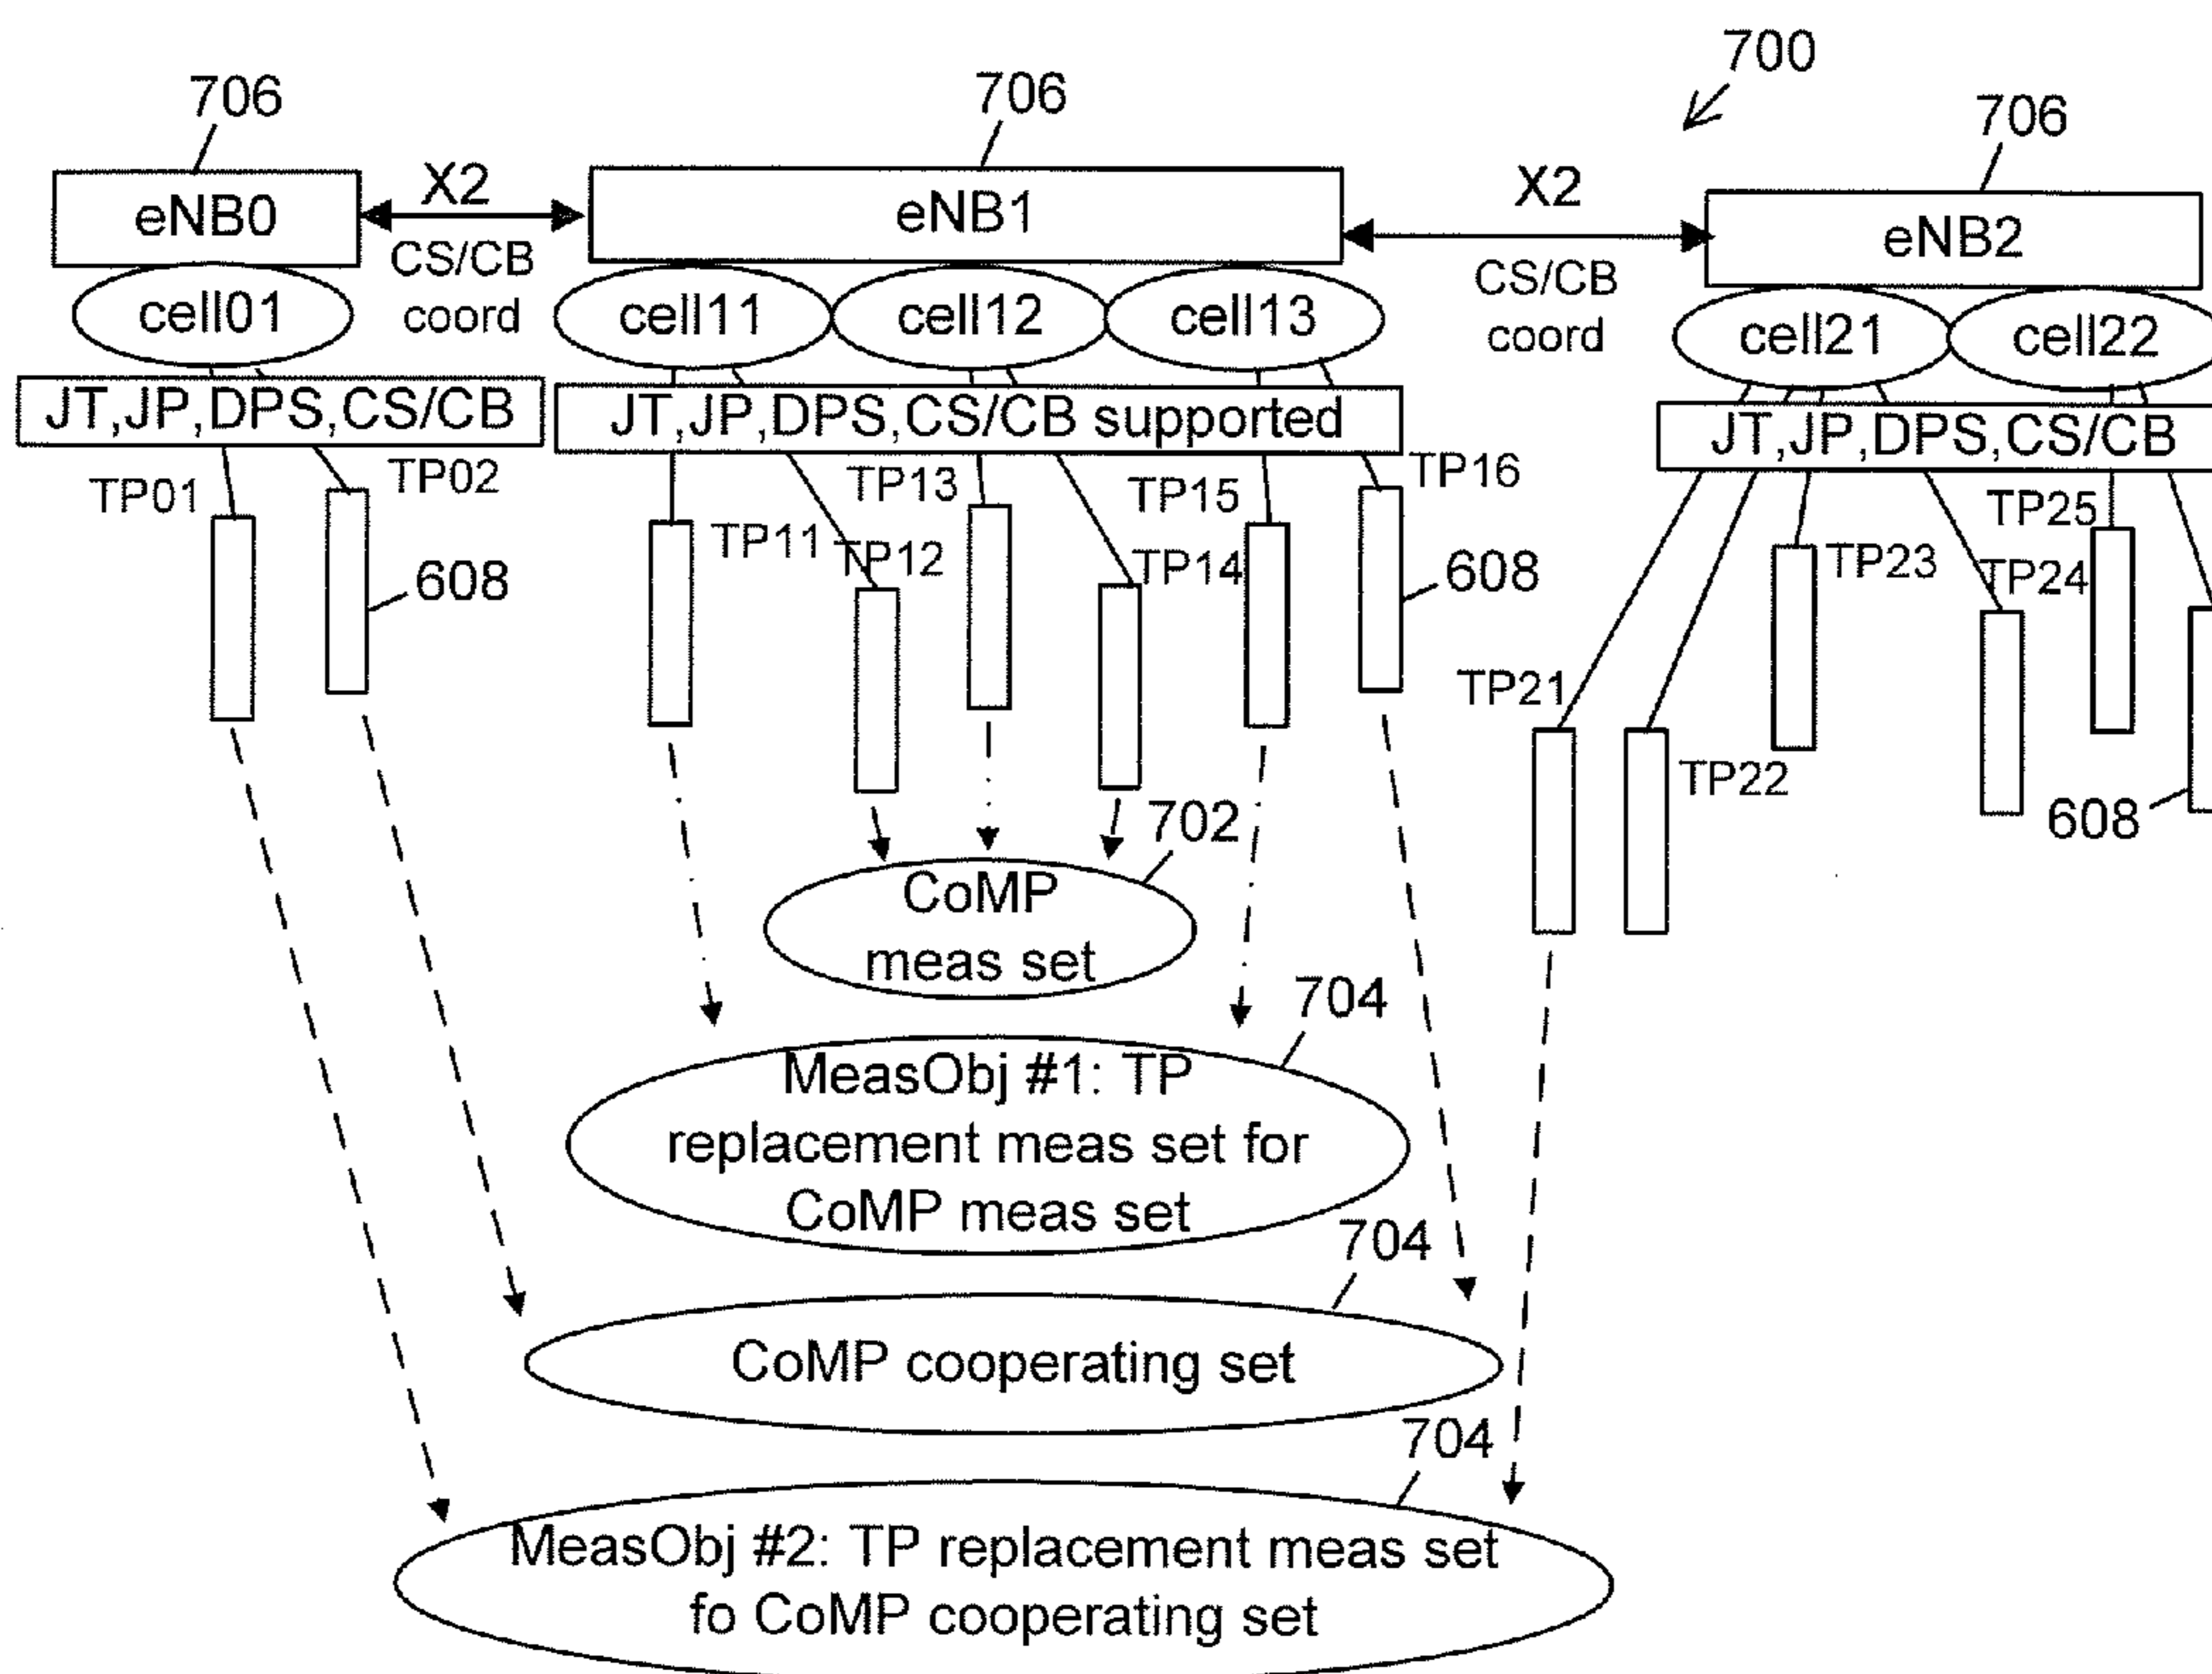 700
706
706
706
eNB0
X2
CS/CB
coord
eNB1
X2
CS/CB
coord
eNB2
cell01
cell11
cell12
cell13
cell21
cell22
JT,JP,DPS,CS/CB
JT,JP,DPS,CS/CB supported
JT,JP,DPS,CS/CB
TP01
TP02
TP11
TP12
TP13
TP14
TP15
TP16
TP21
TP22
TP23
TP24
TP25
608
608
608
702
CoMP
meas set
704
MeasObj #1: TP
replacement meas set for
CoMP meas set
704
CoMP cooperating set
704
MeasObj #2: TP replacement meas set
fo CoMP cooperating set